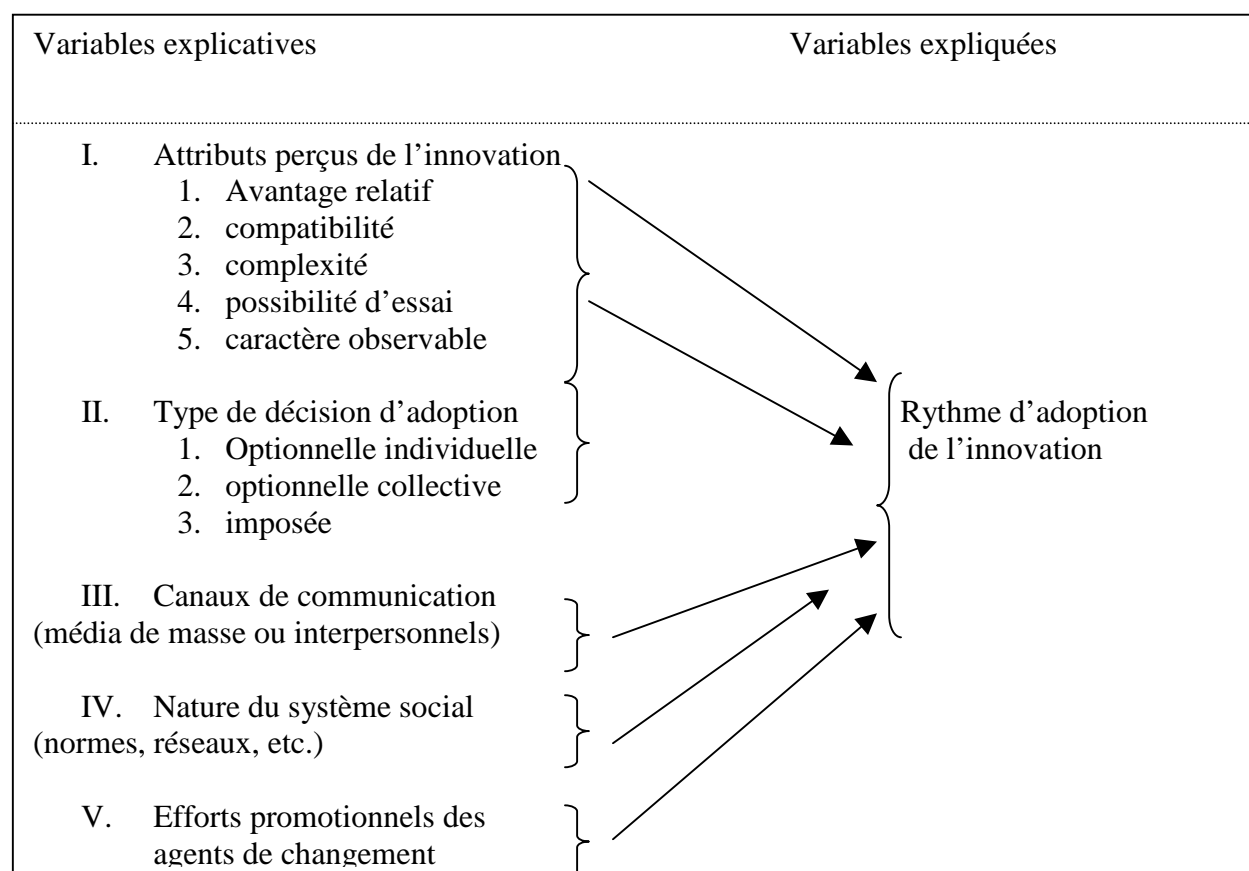 Variables explicatives Variables expliquées
I. Attributs perçus de l’innovation
1. Avantage relatif
2. compatibilité
3. complexité
4. possibilité d’essai
5. caractère observable
II. Type de décision d’adoption
1. Optionnelle individuelle
2. optionnelle collective
3. imposée
Rythme d’adoption
de l’innovation
III. Canaux de communication
(média de masse ou interpersonnels)
IV. Nature du système social
(normes, réseaux, etc.)
V. Efforts promotionnels des
agents de changement